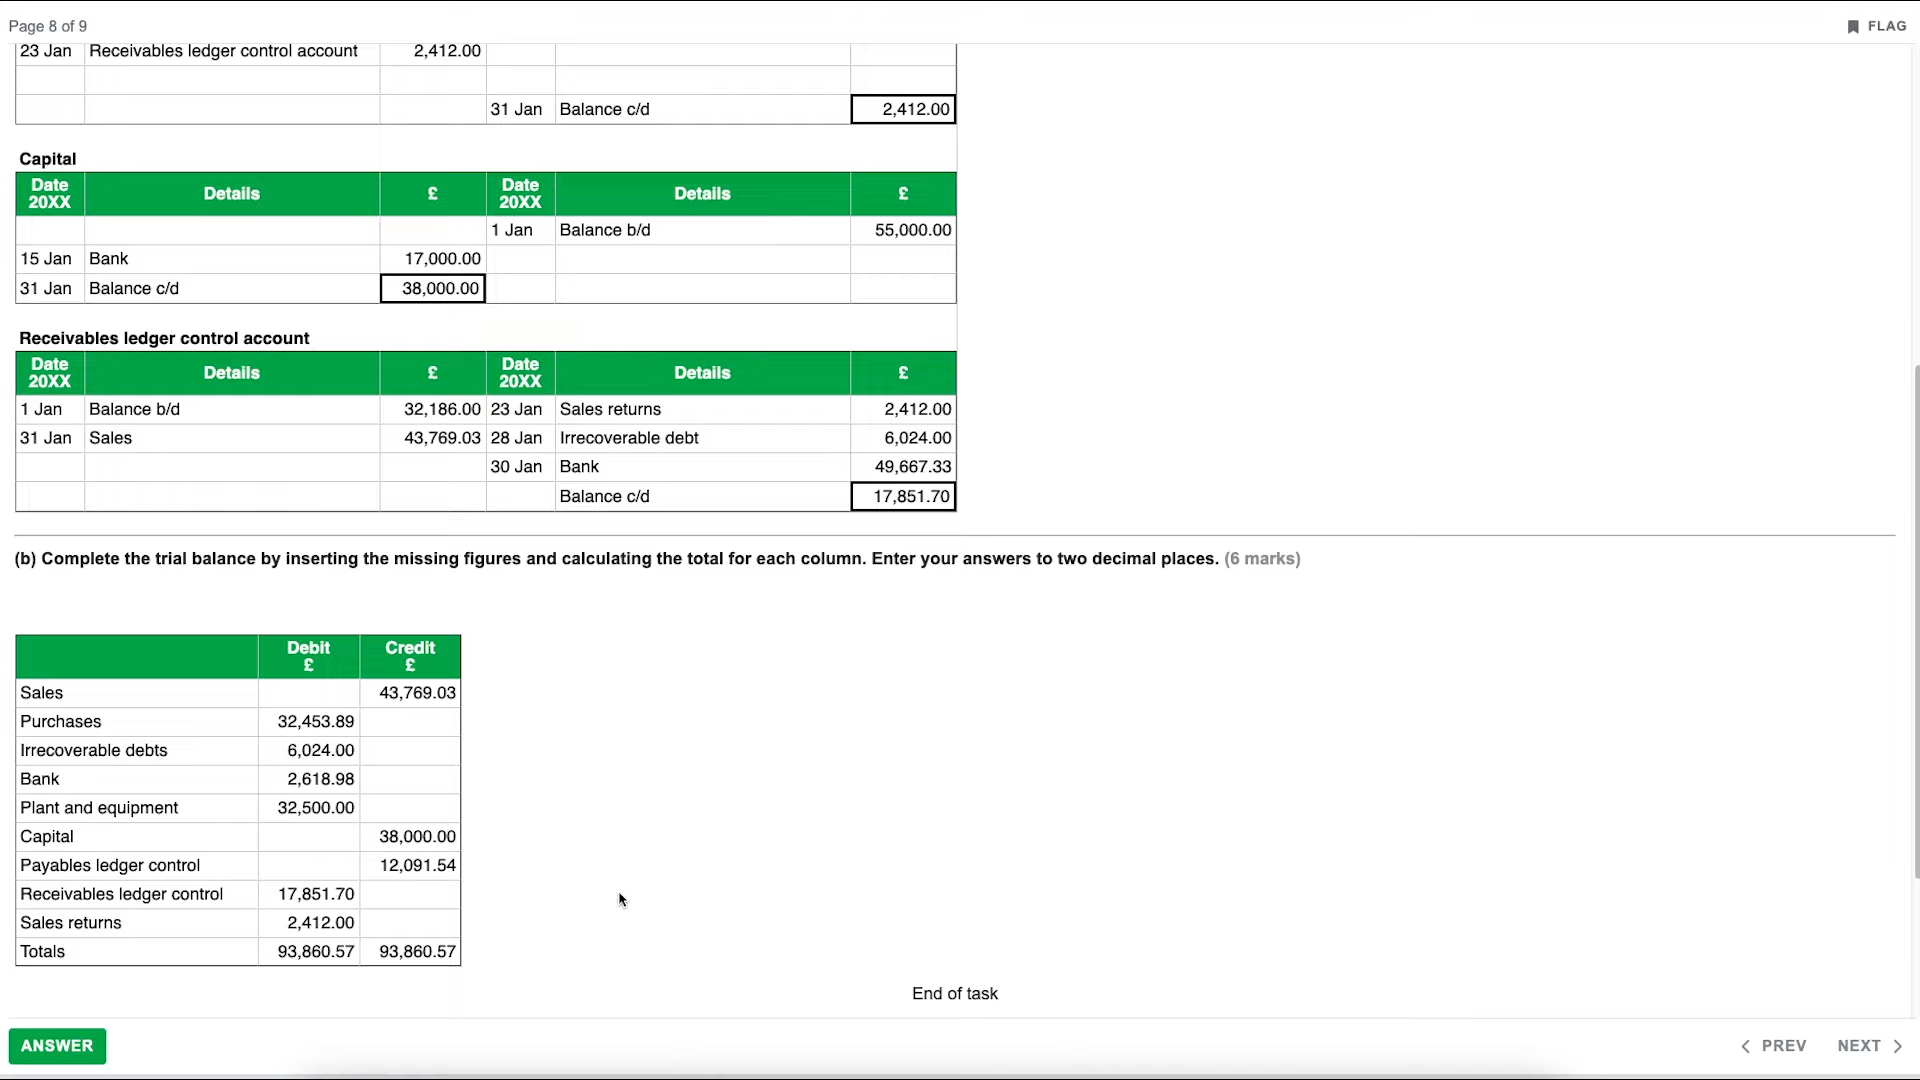 Page 8 of 9
FLAG
23 Jan Receivables ledger control account 2,412.00
31 Jan Balance c/d 2,412.00
Capital
Date 20XX Details £ Date 20XX Details £
1 Jan Balance b/d 55,000.00
15 Jan Bank 17,000.00
31 Jan Balance c/d 38,000.00
Receivables ledger control account
Date 20XX Details £ Date 20XX Details £
1 Jan Balance b/d 32,186.00 23 Jan Sales returns 2,412.00
31 Jan Sales 43,769.03 28 Jan Irrecoverable debt 6,024.00
30 Jan Bank 49,667.33
Balance c/d 17,851.70
(b) Complete the trial balance by inserting the missing figures and calculating the total for each column. Enter your answers to two decimal places. (6 marks)
Debit £ Credit £
Sales 43,769.03
Purchases 32,453.89
Irrecoverable debts 6,024.00
Bank 2,618.98
Plant and equipment 32,500.00
Capital 38,000.00
Payables ledger control 12,091.54
Receivables ledger control 17,851.70
Sales returns 2,412.00
Totals 93,860.57 93,860.57
End of task
ANSWER
PREV NEXT